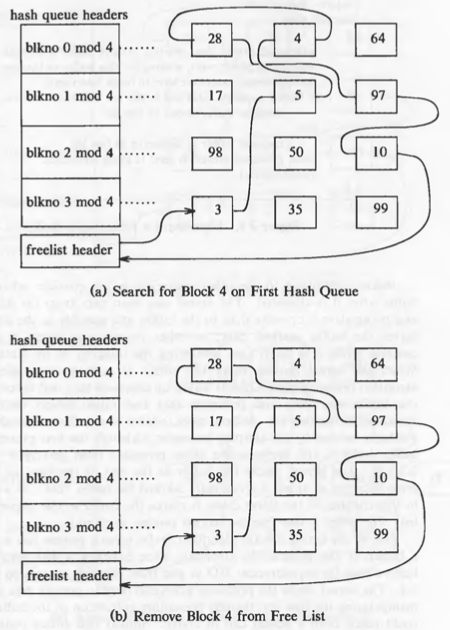 hash queue headers
blkno 0 mod 4 ........ 28 4 64
blkno 1 mod 4 ........ 17 5 97
blkno 2 mod 4 ........ 98 50 10
blkno 3 mod 4 ........ 3 35 99
freelist header
(a) Search for Block 4 on First Hash Queue
hash queue headers
blkno 0 mod 4 ........ 28 4 64
blkno 1 mod 4 ........ 17 5 97
blkno 2 mod 4 ........ 98 50 10
blkno 3 mod 4 ........ 3 35 99
freelist header
(b) Remove Block 4 from Free List